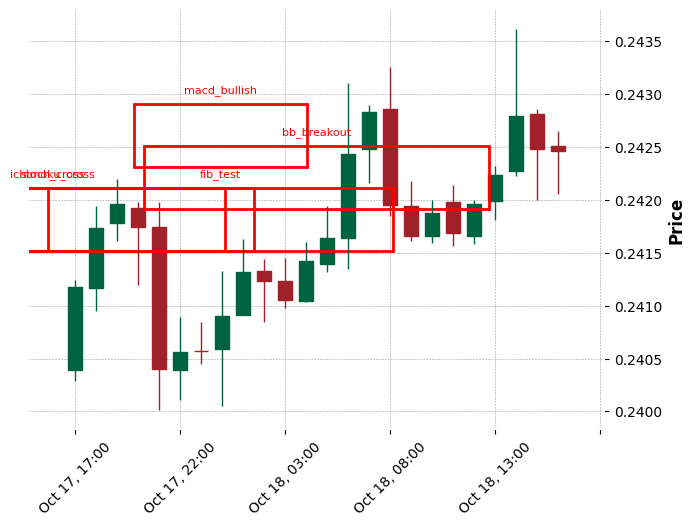 macd_bullish
bb_breakout
fib_test
0.2435
0.2430
0.2425
0.2420
0.2415
0.2410
0.2405
0.2400
Price
Oct 17, 17:00
Oct 17, 22:00
Oct 18, 03:00
Oct 18, 08:00
Oct 18, 13:00